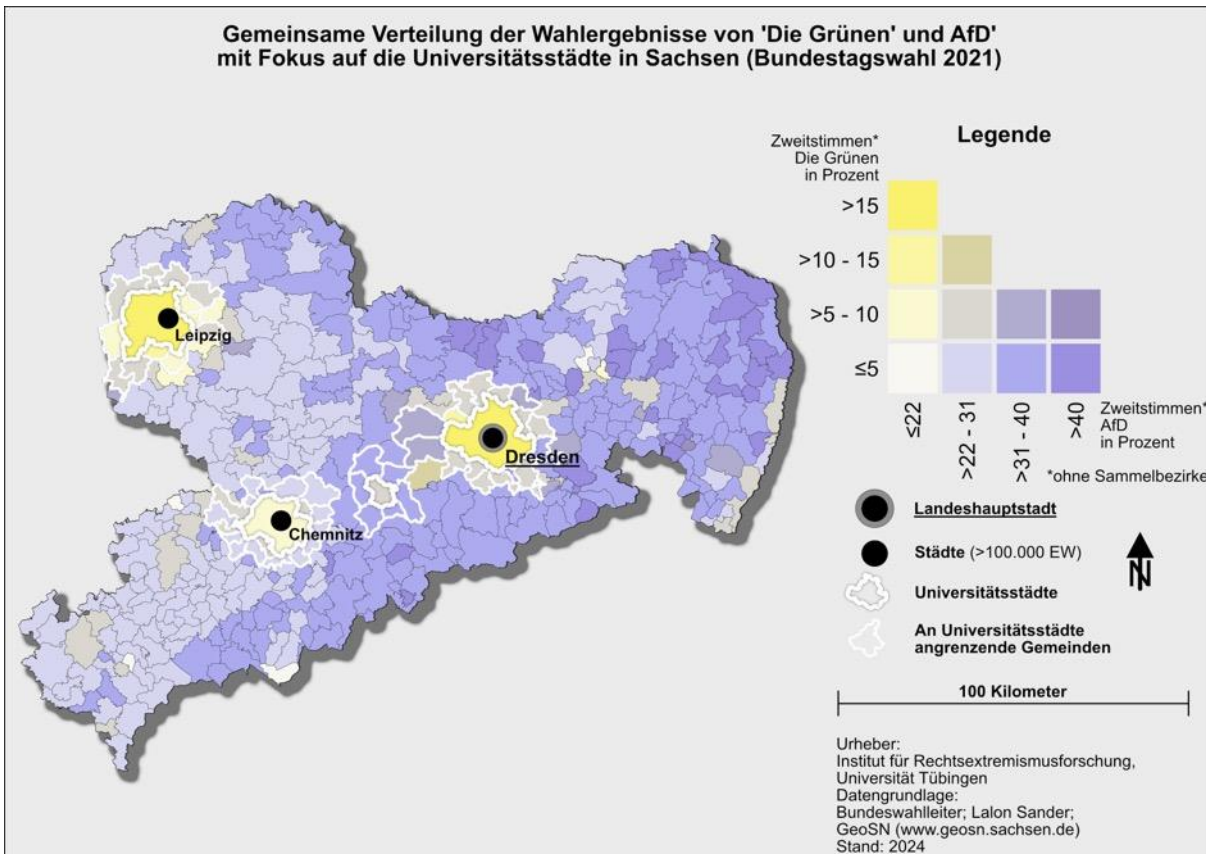 Gemeinsame Verteilung der Wahlergebnisse von 'Die Grünen' und AfD'
mit Fokus auf die Universitätsstädte in Sachsen (Bundestagswahl 2021)
Legende
Zweitstimmen*
Die Grünen
in Prozent
>15
>10 - 15
>5 - 10
≤5
≤22
>22 - 31
>31 - 40
>40
Zweitstimmen*
AfD
in Prozent
*ohne Sammelbezirke
Leipzig
Dresden
Chemnitz
Landeshauptstadt
Städte (>100.000 EW)
N
Universitätsstädte
An Universitätsstädte
angrenzende Gemeinden
100 Kilometer
Urheber:
Institut für Rechtsextremismusforschung,
Universität Tübingen
Datengrundlage:
Bundeswahlleiter; Lalon Sander;
GeoSN (www.geosn.sachsen.de)
Stand: 2024